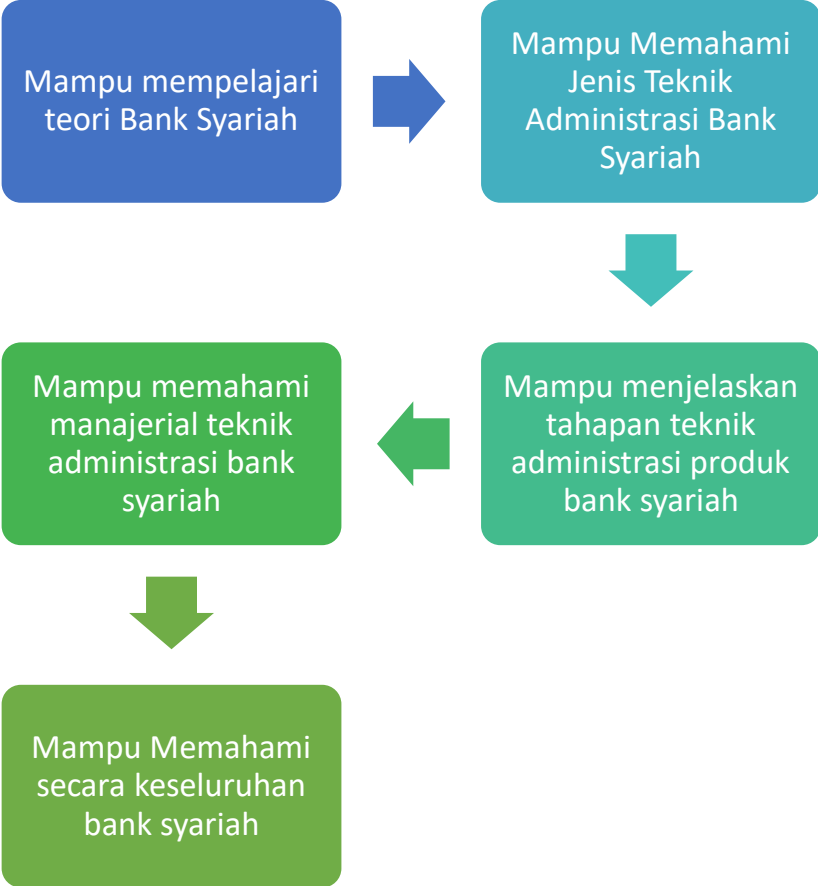 Mampu mempelajari
teori Bank Syariah
Mampu Memahami
Jenis Teknik
Administrasi Bank
Syariah
Mampu menjelaskan
tahapan teknik
administrasi produk
bank syariah
Mampu memahami
manajerial teknik
administrasi bank
syariah
Mampu Memahami
secara keseluruhan
bank syariah